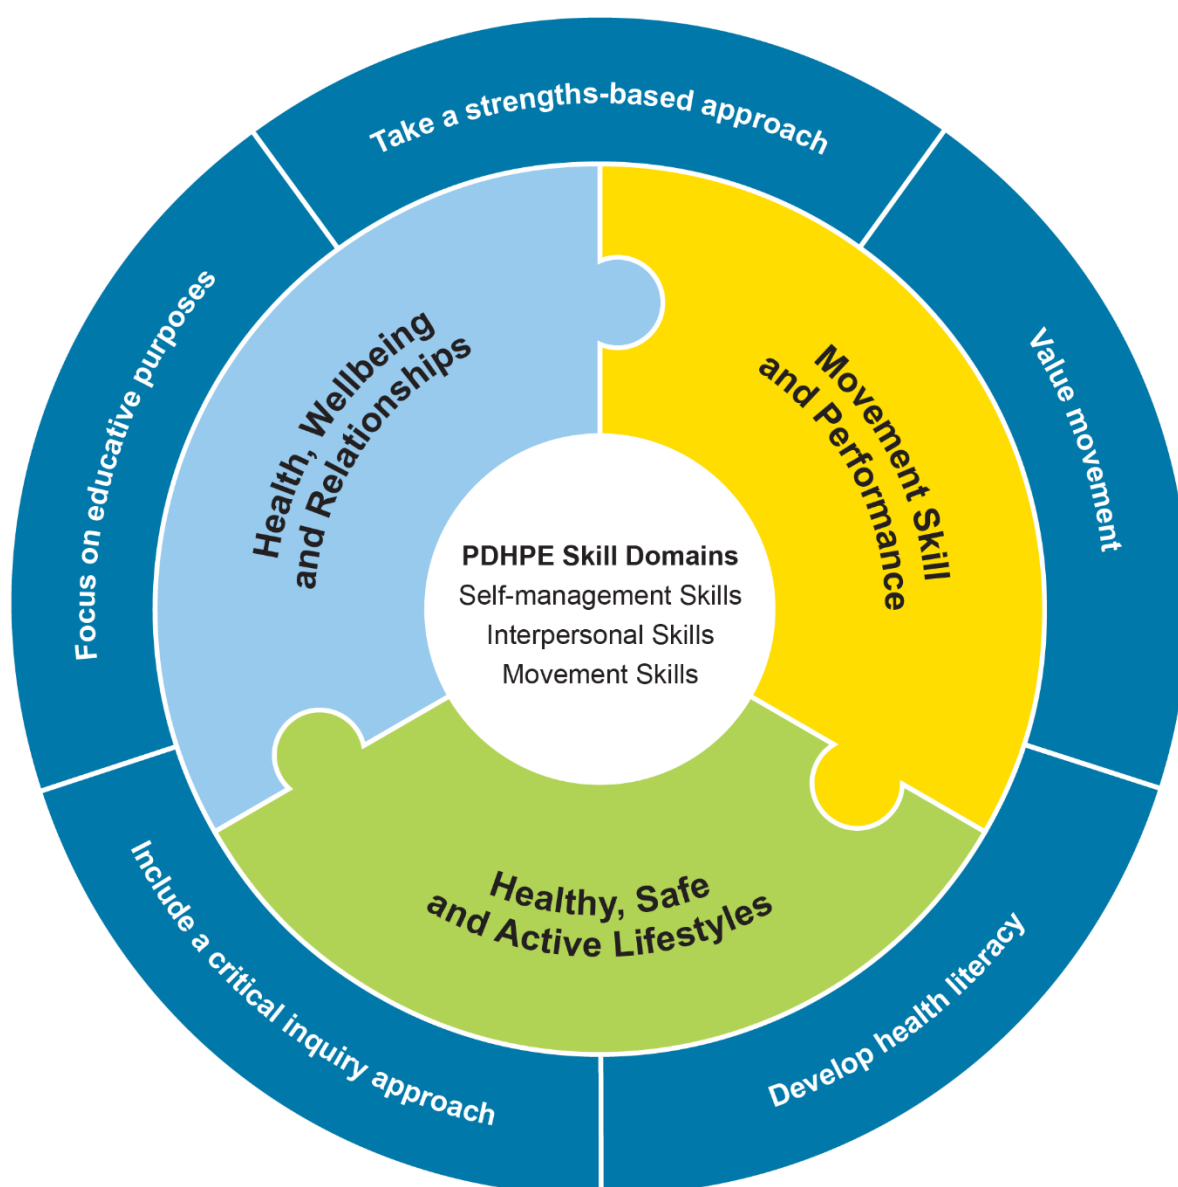 Take a strengths-based approach
Value movement
Develop health literacy
Include a critical inquiry approach
Focus on educative purposes
Health, Wellbeing
and Relationships
Movement Skill
and Performance
Healthy, Safe
and Active Lifestyles
PDHPE Skill Domains
Self-management Skills
Interpersonal Skills
Movement Skills